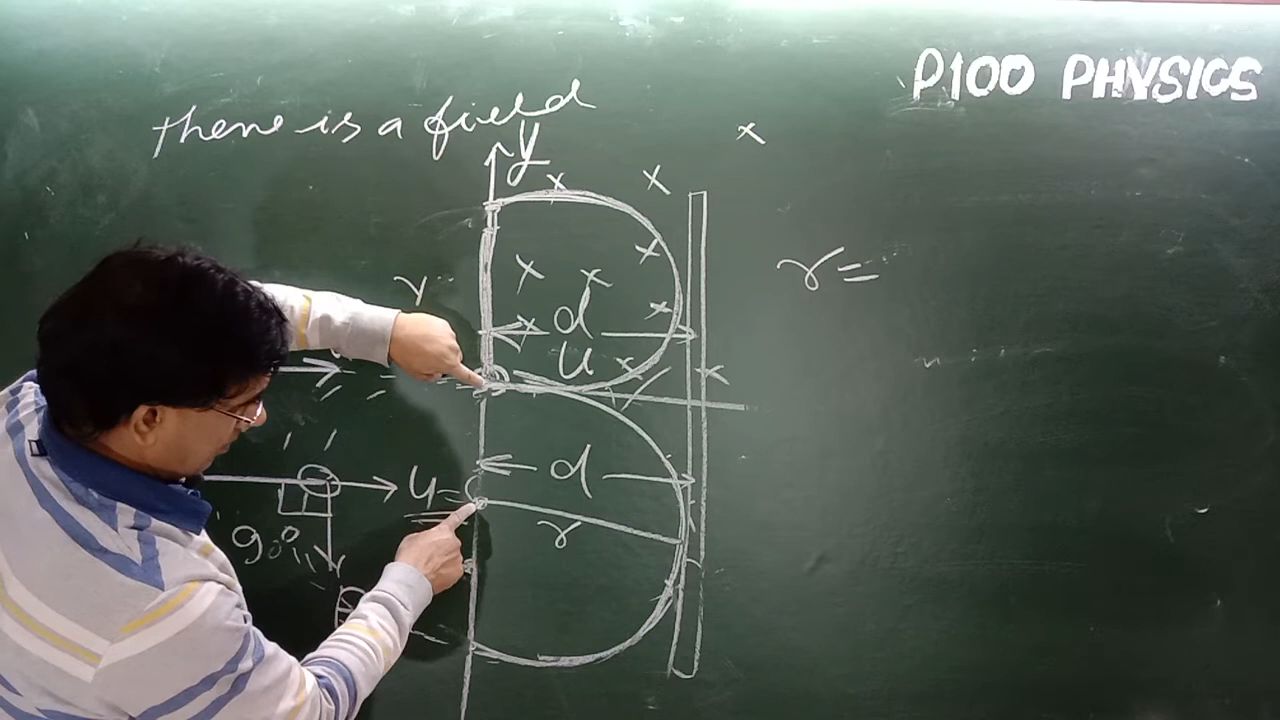 P100 PHYSICS
there is a field
y
x
x x
x
x x
r=
d
x x
u
x x
d
u=
r
90°